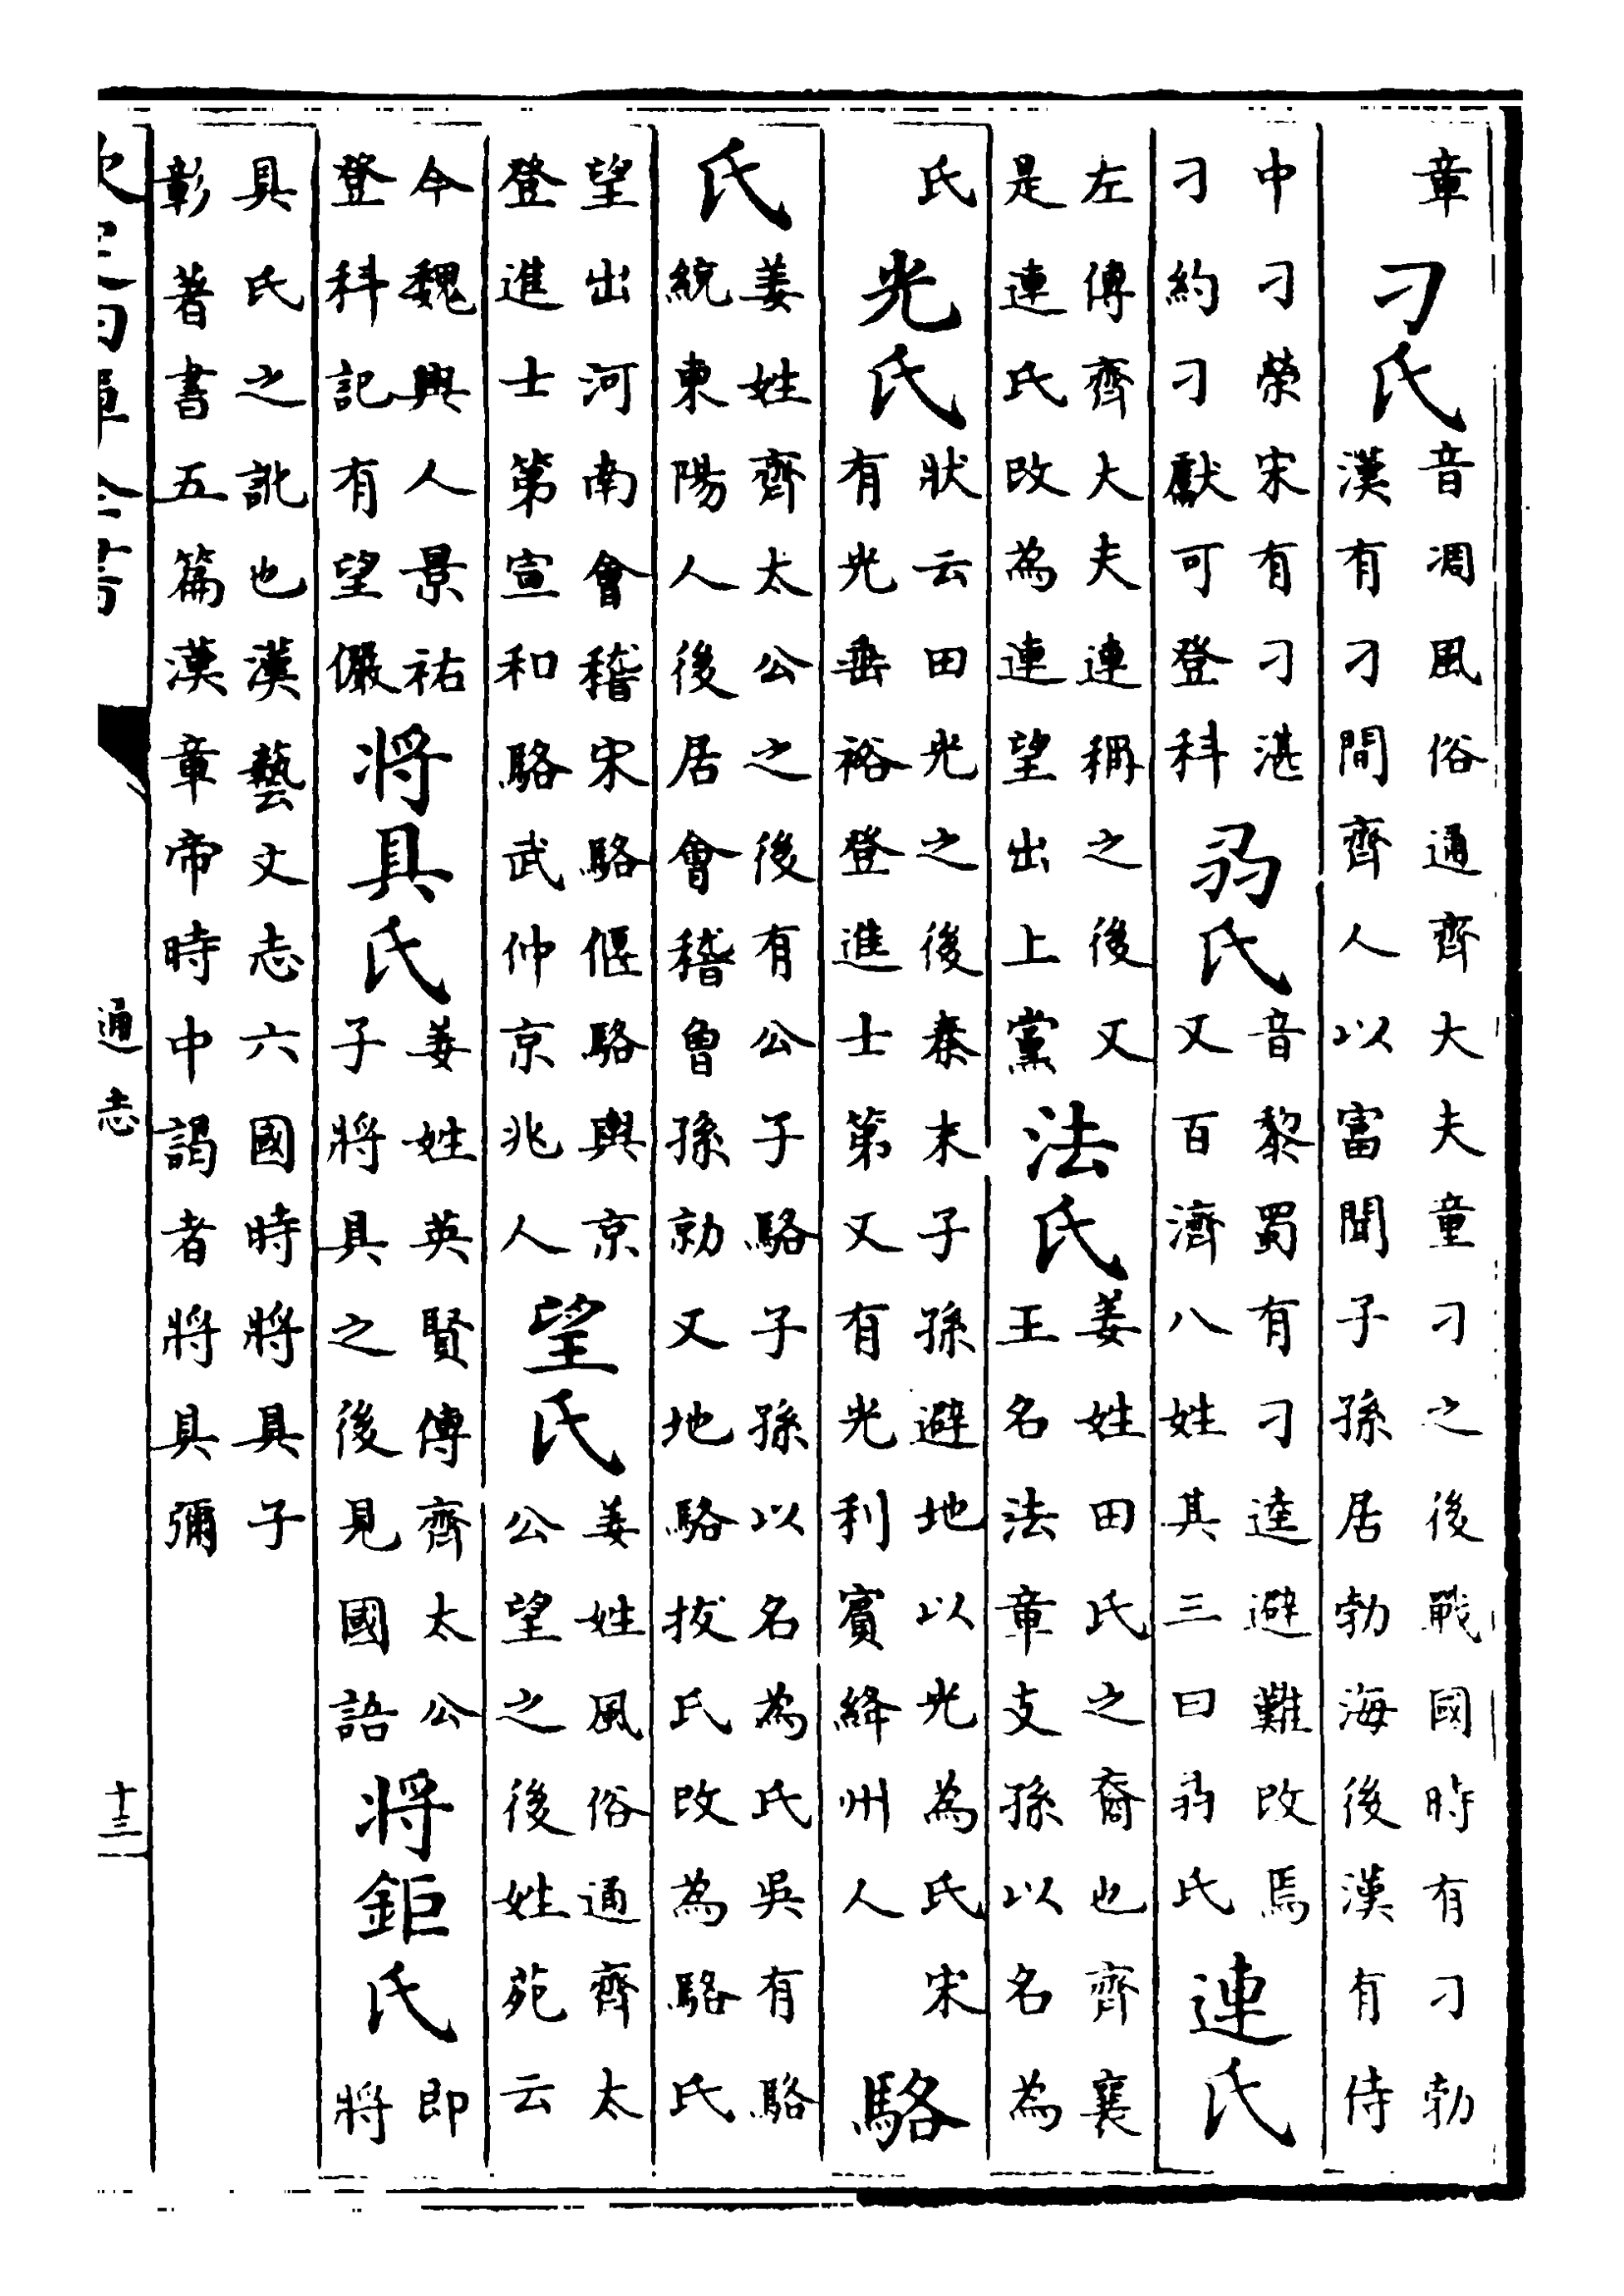 章
刁氏
音凋風俗通齊大夫童刁之後戰國時有刁勃
漢有刁間齊人以富聞子孫居勃海後漢有侍
中刁榮宋有刁湛
刁約刁獻可登科
刕氏
音黎蜀有刁逵避難改焉
又百濟八姓其三曰刕氏
連氏
左傳齊大夫連稱之後又
是連氏改為連望出上黨
法氏
姜姓田氏之裔也齊襄
王名法章支孫以名為
氏
光氏
狀云田光之後秦末子孫避地以光為氏宋
有光垂裕登進士第又有光利賓絳州人
駱
氏
姜姓齊太公之後有公子駱子孫以名為氏吳有駱
統東陽人後居會稽曾孫勍又地駱拔氏改為駱氏
望出河南會稽宋駱偃駱與京
登進士第宣和駱武仲京兆人
望氏
姜姓風俗通齊太
公望之後姓苑云
今魏興人景祐
登科記有望儼
將具氏
姜姓英賢傳齊太公
子將具之後見國語
將鉅氏
即
將
具氏之訛也漢藝文志六國時將具子
彰著書五篇漢章帝時中謁者將具彌
欽定四庫全書
通志
十三